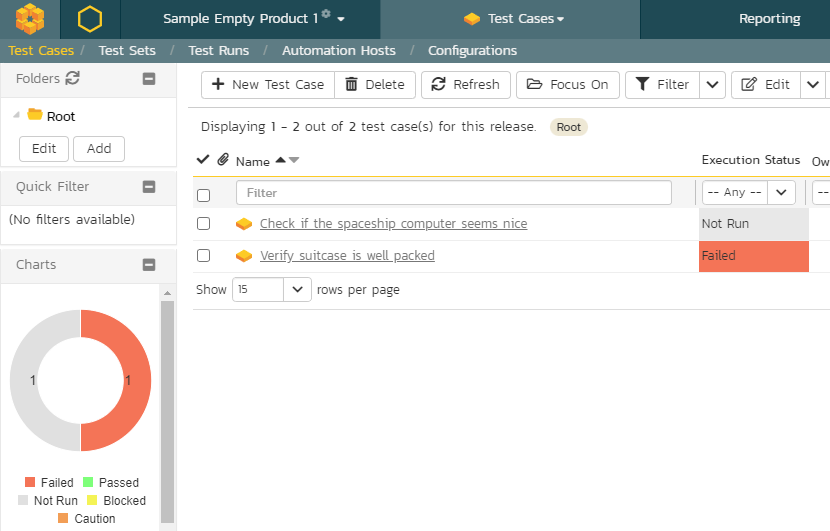 Sample Empty Product 1 Test Cases Reporting
Test Cases / Test Sets / Test Runs / Automation Hosts / Configurations
Folders
Root
Edit Add
Quick Filter
(No filters available)
Charts
1 1
Failed Passed
Not Run Blocked
Caution
New Test Case Delete Refresh Focus On Filter Edit
Displaying 1 - 2 out of 2 test case(s) for this release. Root
Name Execution Status Ow
Filter -- Any -- --
Check if the spaceship computer seems nice Not Run
Verify suitcase is well packed Failed
Show 15 rows per page